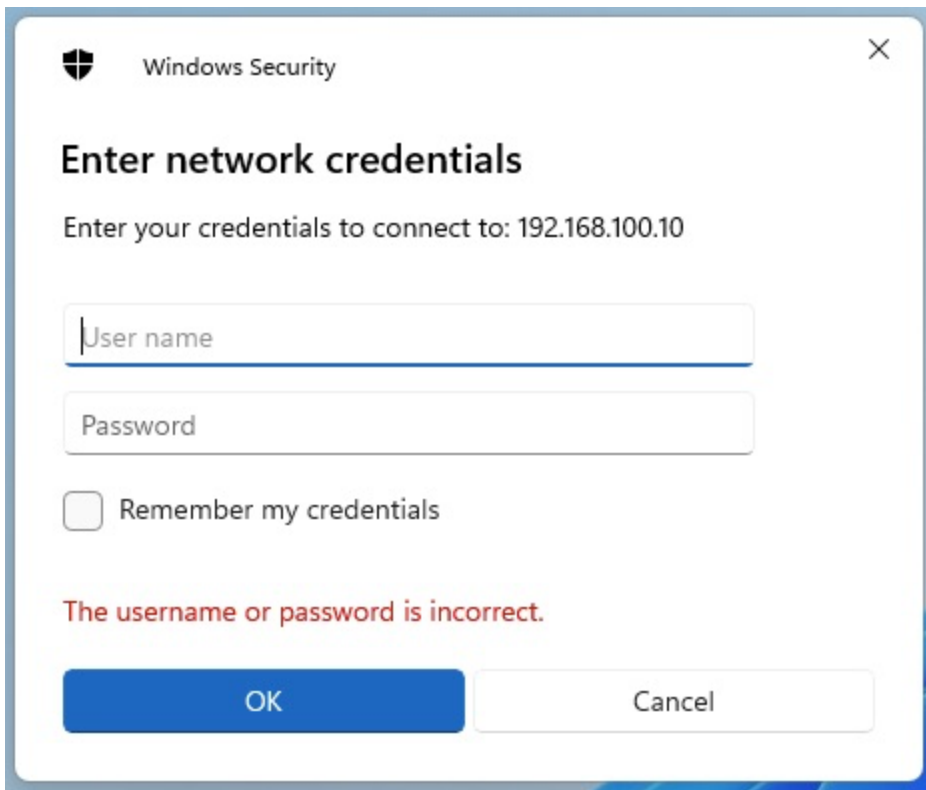 Windows Security
Enter network credentials
Enter your credentials to connect to: 192.168.100.10
User name
Password
Remember my credentials
The username or password is incorrect.
OK
Cancel